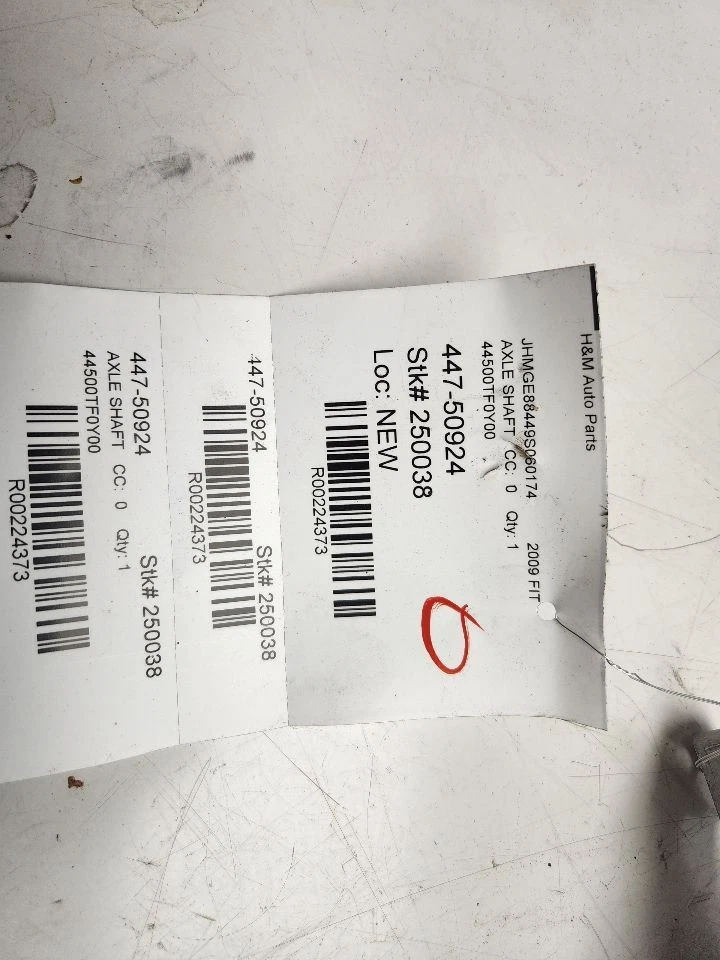 H&M Auto Parts
JHMGE88449S060174 2009 FIT
AXLE SHAFT CC: 0 Qty: 1
44500TF0Y00
447-50924
Stk# 250038
Loc: NEW
R00224373
447-50924 Stk# 250038
R00224373
447-50924 Stk# 250038
AXLE SHAFT CC: 0 Qty: 1
44500TF0Y00
R00224373